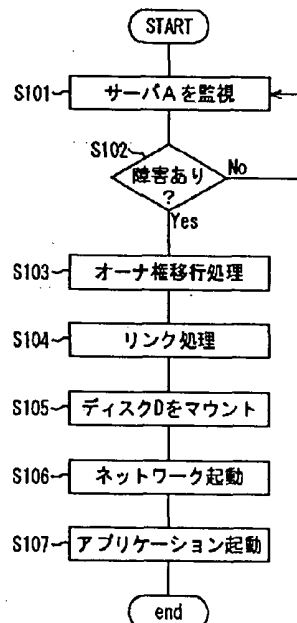 START
S101 サーバAを監視
S102
障害あり
?
No
Yes
S103 オーナ権移行処理
S104 リンク処理
S105 ディスクDをマウント
S106 ネットワーク起動
S107 アプリケーション起動
end